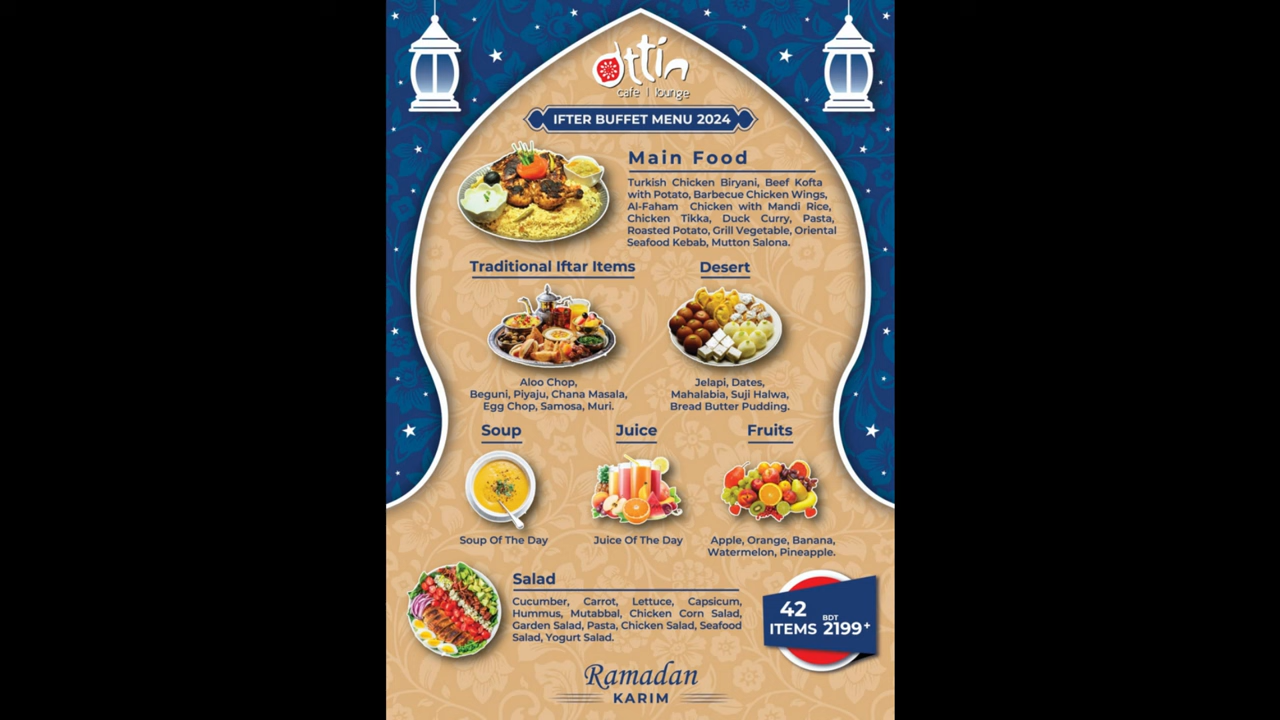 attin
cafe | lounge
IFTER BUFFET MENU 2024
Main Food
Turkish Chicken Biryani, Beef Kofta
with Potato, Barbecue Chicken Wings,
Al-Faham Chicken with Mandi Rice,
Chicken Tikka, Duck Curry, Pasta,
Roasted Potato, Grill Vegetable, Oriental
Seafood Kebab, Mutton Salona.
Traditional Iftar Items
Aloo Chop,
Beguni, Piyaju, Chana Masala,
Egg Chop, Samosa, Muri.
Desert
Jelapi, Dates,
Mahalabia, Suji Halwa,
Bread Butter Pudding.
Soup
Soup Of The Day
Juice
Juice Of The Day
Fruits
Apple, Orange, Banana,
Watermelon, Pineapple.
Salad
Cucumber, Carrot, Lettuce, Capsicum,
Hummus, Mutabbal, Chicken Corn Salad,
Garden Salad, Pasta, Chicken Salad, Seafood
Salad, Yogurt Salad.
42
ITEMS BDT 2199+
Ramadan
KARIM